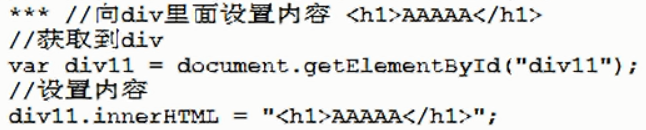 *** //向div里面设置内容 <h1>AAAAA</h1>
//获取到div
var div11 = document.getElementById("div11");
//设置内容
div11.innerHTML = "<h1>AAAAA</h1>";